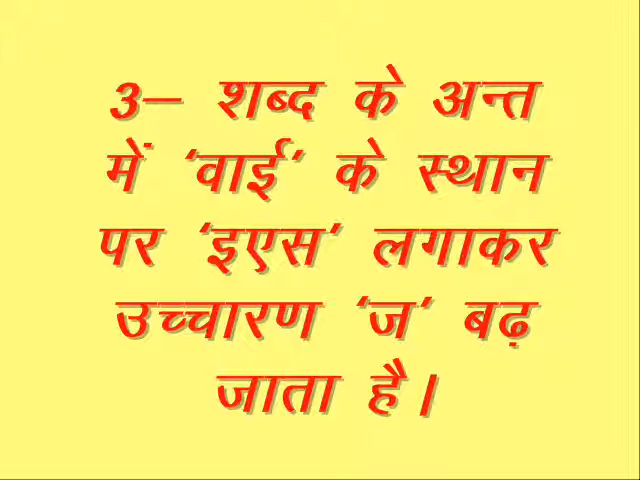 3– शब्द के अन्त
में ‘वाई’ के स्थान
पर ‘इएस’ लगाकर
उच्चारण ‘ज’ बढ़
जाता है।